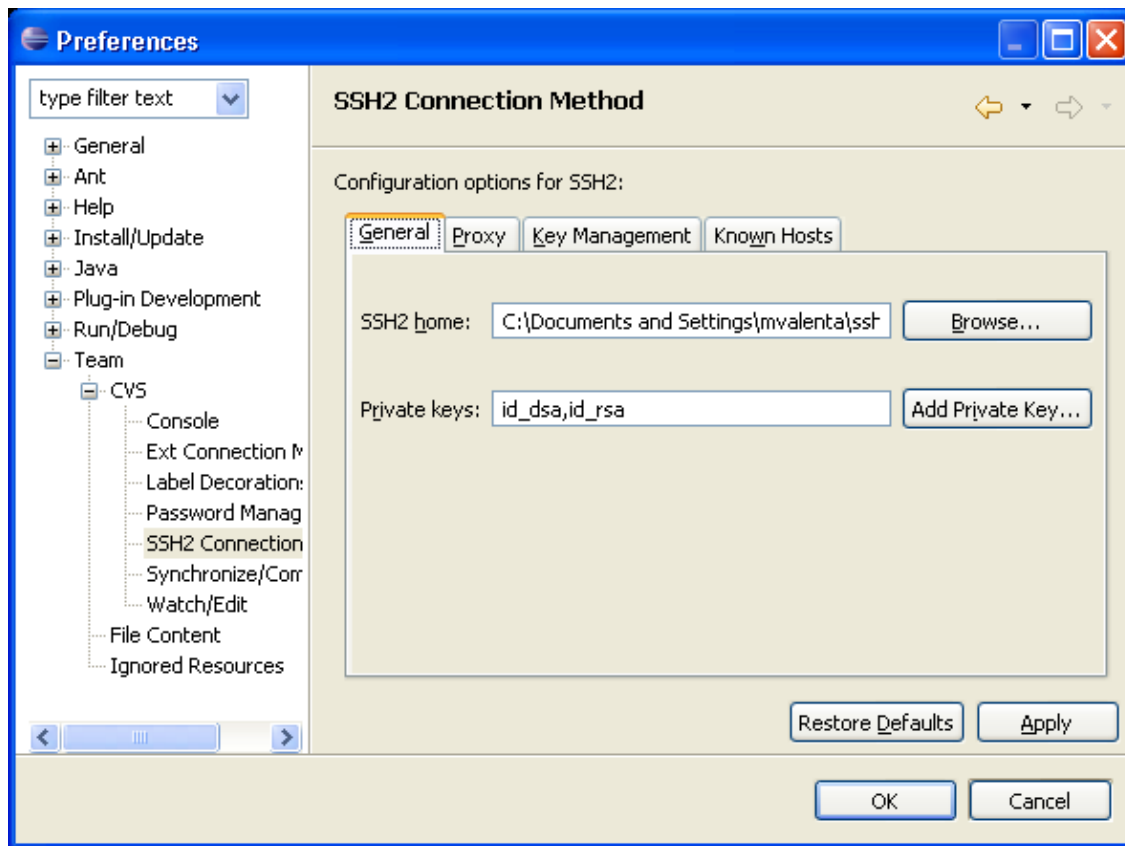 Preferences
type filter text
General
Ant
Help
Install/Update
Java
Plug-in Development
Run/Debug
Team
CVS
Console
Ext Connection M
Label Decorations
Password Manag
SSH2 Connection
Synchronize/Com
Watch/Edit
File Content
Ignored Resources
SSH2 Connection Method
Configuration options for SSH2:
General Proxy Key Management Known Hosts
SSH2 home: C:\Documents and Settings\mvalenta\ssh Browse...
Private keys: id_dsa,id_rsa Add Private Key...
Restore Defaults Apply
OK Cancel